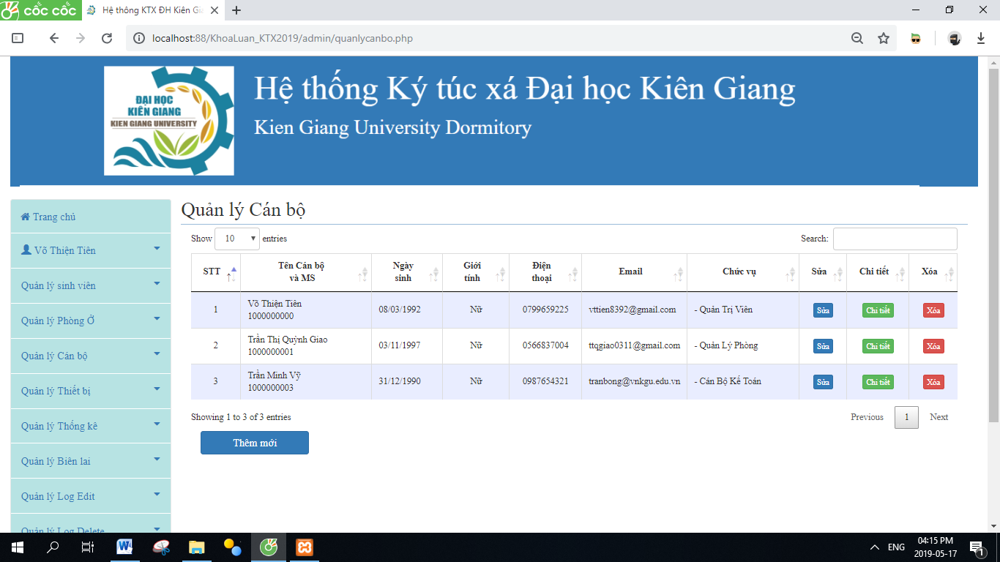 cốc cốc
Hệ thống KTX ĐH Kiên Gi
localhost:88/KhoaLuan_KTX2019/admin/quanlycanbo.php
ĐẠI HỌC
KIÊN GIANG
KIEN GIANG UNIVERSITY
Hệ thống Ký túc xá Đại học Kiên Giang
Kien Giang University Dormitory
Trang chủ
Võ Thiện Tiên
Quản lý sinh viên
Quản lý Phòng Ở
Quản lý Cán bộ
Quản lý Thiết bị
Quản lý Thống kê
Quản lý Biên lai
Quản lý Log Edit
Quản lý Log Delete
Quản lý Cán bộ
Show 10 entries
Search:
STT Tên Cán bộ và MS Ngày sinh Giới tính Điện thoại Email Chức vụ Sửa Chi tiết Xóa
1 Võ Thiện Tiên 08/03/1992 Nữ 0799659225 vttien8392@gmail.com - Quản Trị Viên Sửa Chi tiết Xóa
1000000000
2 Trần Thị Quỳnh Giao 03/11/1997 Nữ 0566837004 ttqgiao0311@gmail.com - Quản Lý Phòng Sửa Chi tiết Xóa
1000000001
3 Trần Minh Vỹ 31/12/1990 Nữ 0987654321 tranbong@vnkgu.edu.vn - Cán Bộ Kế Toán Sửa Chi tiết Xóa
1000000003
Showing 1 to 3 of 3 entries
Previous 1 Next
Thêm mới
ENG
04:15 PM
2019-05-17
1